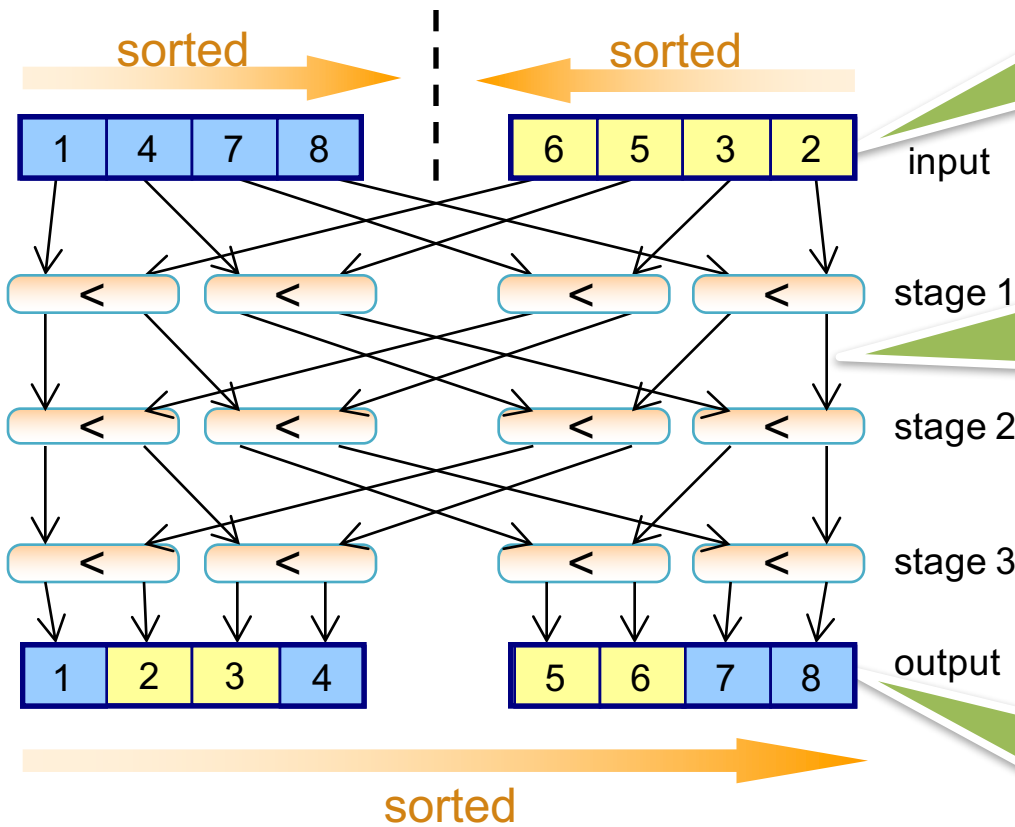 sorted sorted
1 4 7 8 6 5 3 2
input
< < < < stage 1
< < < < stage 2
< < < < stage 3
1 2 3 4 5 6 7 8 output
sorted